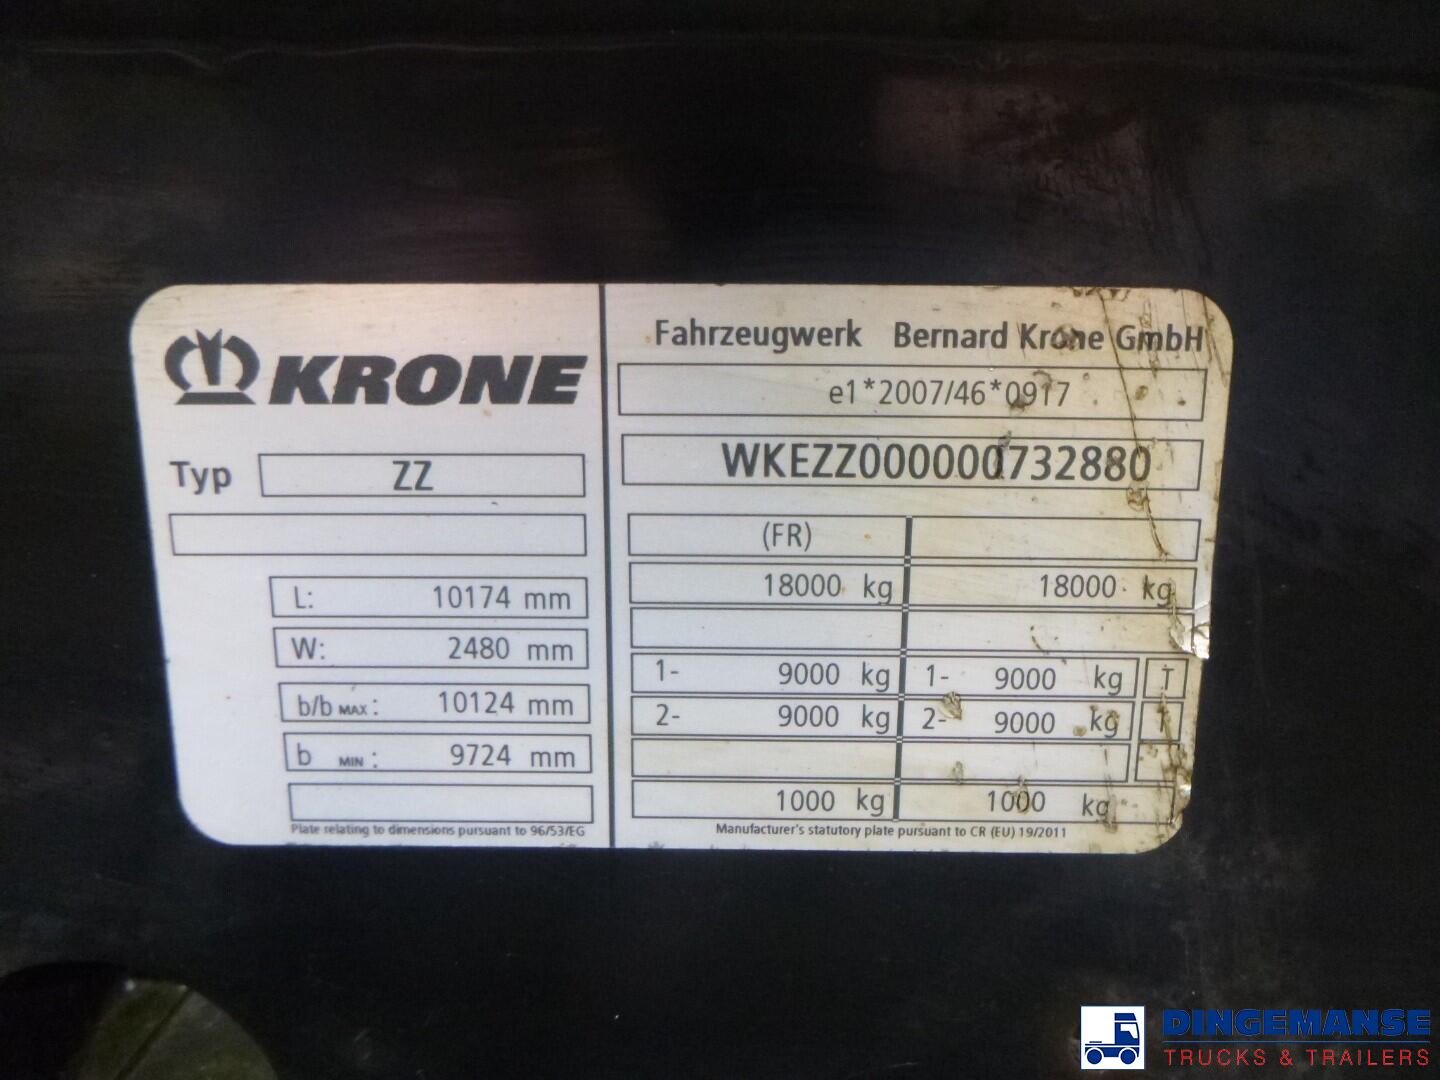 KRONE
Typ ZZ
L: 10174 mm
W: 2480 mm
b/b MAX: 10124 mm
b MIN: 9724 mm
Plate relating to dimensions pursuant to 96/53/EG
Fahrzeugwerk Bernard Krone GmbH
e1*2007/46*0917
WKEZZ000000732880
(FR)
18000 kg 18000 kg
1- 9000 kg 1- 9000 kg T
2- 9000 kg 2- 9000 kg T
1000 kg 1000 kg
Manufacturer's statutory plate pursuant to CR (EU) 19/2011
DINGEMANSE
TRUCKS & TRAILERS